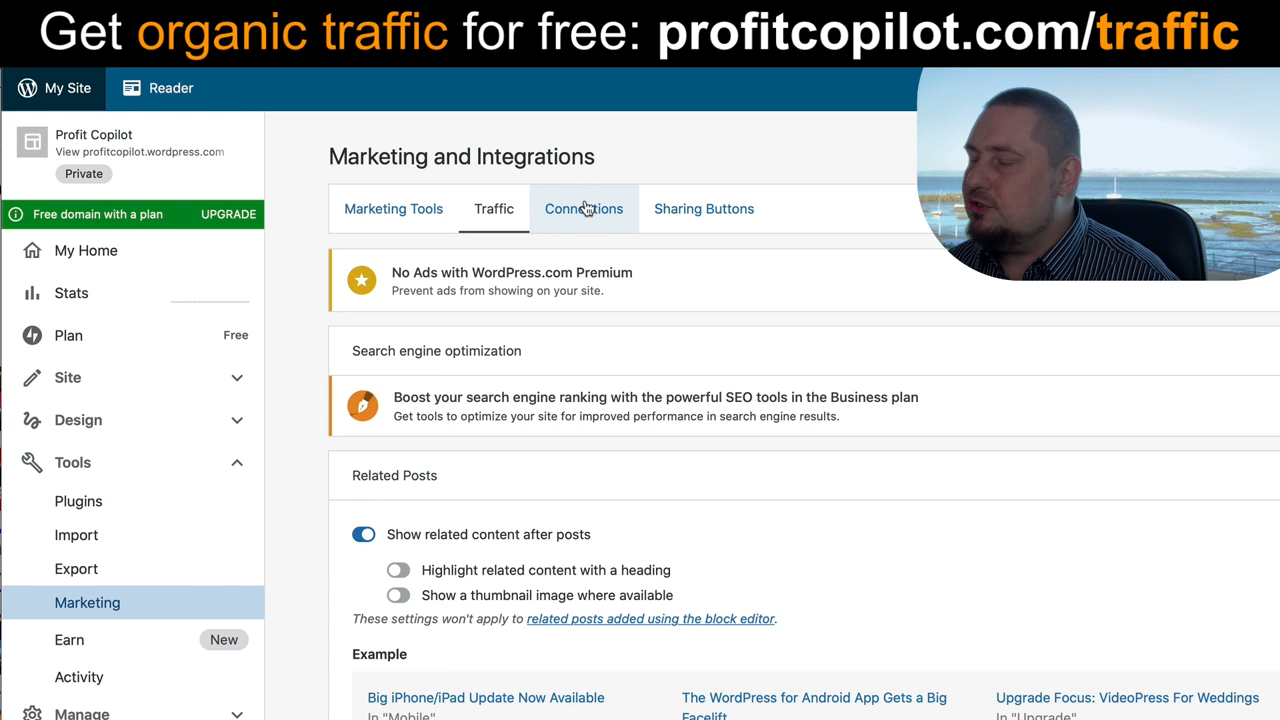 Get organic traffic for free: profitcopilot.com/traffic
My Site
Reader
Profit Copilot
View profitcopilot.wordpress.com
Private
Free domain with a plan UPGRADE
My Home
Stats
Plan Free
Site
Design
Tools
Plugins
Import
Export
Marketing
Earn New
Activity
Manage
Marketing and Integrations
Marketing Tools Traffic Connections Sharing Buttons
No Ads with WordPress.com Premium
Prevent ads from showing on your site.
Search engine optimization
Boost your search engine ranking with the powerful SEO tools in the Business plan
Get tools to optimize your site for improved performance in search engine results.
Related Posts
Show related content after posts
Highlight related content with a heading
Show a thumbnail image where available
These settings won't apply to related posts added using the block editor.
Example
Big iPhone/iPad Update Now Available
In "Mobile"
The WordPress for Android App Gets a Big
Facelift
Upgrade Focus: VideoPress For Weddings
In "Upgrade"